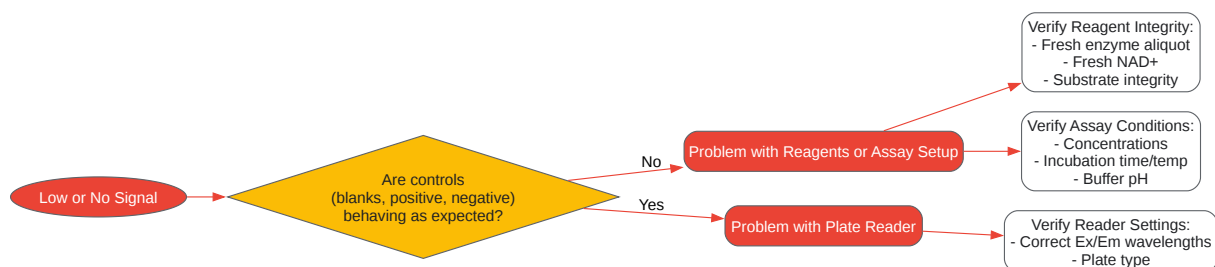 Low or No Signal
Are controls
(blanks, positive, negative)
behaving as expected?
No
Yes
Problem with Reagents or Assay Setup
Problem with Plate Reader
Verify Reagent Integrity:
- Fresh enzyme aliquot
- Fresh NAD+
- Substrate integrity
Verify Assay Conditions:
- Concentrations
- Incubation time/temp
- Buffer pH
Verify Reader Settings:
- Correct Ex/Em wavelengths
- Plate type